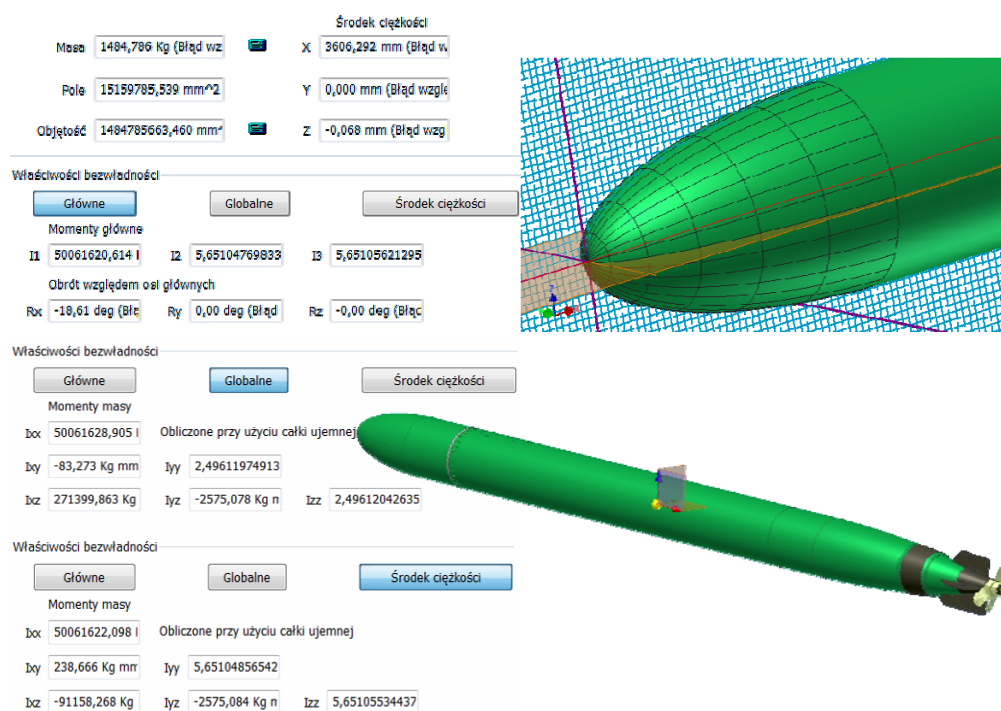 Środek ciężkości
Masa 1484,786 Kg (Błąd wz X 3606,292 mm (Błąd w
Pole 15159785,539 mm^2 Y 0,000 mm (Błąd wzglę
Objętość 1484785663,460 mm^ Z -0,068 mm (Błąd wzg
Właściwości bezwładności
Główne Globalne Środek ciężkości
Momenty główne
I1 50061620,614 I2 5,65104769833 I3 5,65105621295
Obrót względem osi głównych
Rx -18,61 deg (Błę Ry 0,00 deg (Błąd Rz -0,00 deg (Błąc
Właściwości bezwładności
Główne Globalne Środek ciężkości
Momenty masy
Ixx 50061628,905 Obliczone przy użyciu całki ujemnej
Ixy -83,273 Kg mm Iyy 2,49611974913
Ixz 271399,863 Kg Iyz -2575,078 Kg n Izz 2,49612042635
Właściwości bezwładności
Główne Globalne Środek ciężkości
Momenty masy
Ixx 50061622,098 Obliczone przy użyciu całki ujemnej
Ixy 238,666 Kg mm Iyy 5,65104856542
Ixz -91158,268 Kg Iyz -2575,084 Kg n Izz 5,65105534437